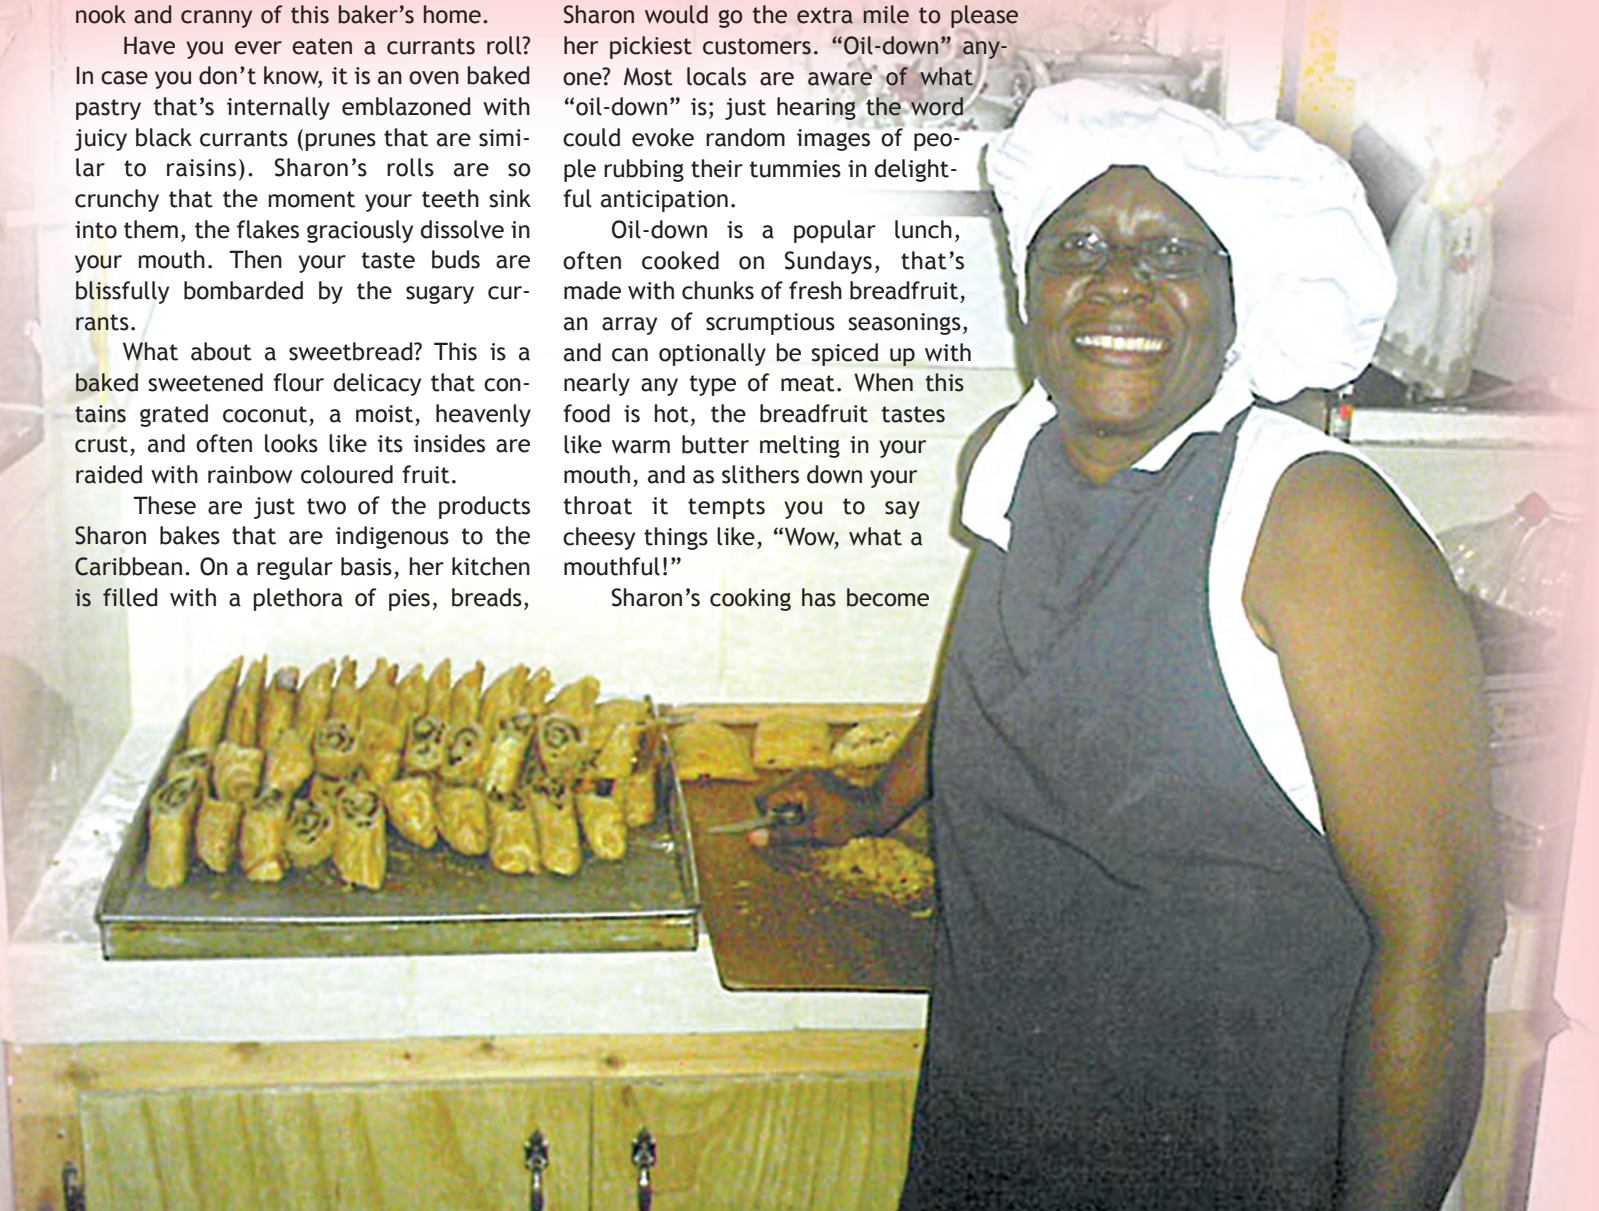 nook and cranny of this baker’s home.
Have you ever eaten a currants roll?
In case you don’t know, it is an oven baked
pastry that’s internally emblazoned with
juicy black currants (prunes that are simi-
lar to raisins). Sharon’s rolls are so
crunchy that the moment your teeth sink
into them, the flakes graciously dissolve in
your mouth. Then your taste buds are
blissfully bombarded by the sugary cur-
rants.
What about a sweetbread? This is a
baked sweetened flour delicacy that con-
tains grated coconut, a moist, heavenly
crust, and often looks like its insides are
raided with rainbow coloured fruit.
These are just two of the products
Sharon bakes that are indigenous to the
Caribbean. On a regular basis, her kitchen
is filled with a plethora of pies, breads,
Sharon would go the extra mile to please
her pickiest customers. “Oil-down” any-
one? Most locals are aware of what
“oil-down” is; just hearing the word
could evoke random images of peo-
ple rubbing their tummies in delight-
ful anticipation.
Oil-down is a popular lunch,
often cooked on Sundays, that’s
made with chunks of fresh breadfruit,
an array of scrumptious seasonings,
and can optionally be spiced up with
nearly any type of meat. When this
food is hot, the breadfruit tastes
like warm butter melting in your
mouth, and as slithers down your
throat it tempts you to say
cheesy things like, “Wow, what a
mouthful!”
Sharon’s cooking has become